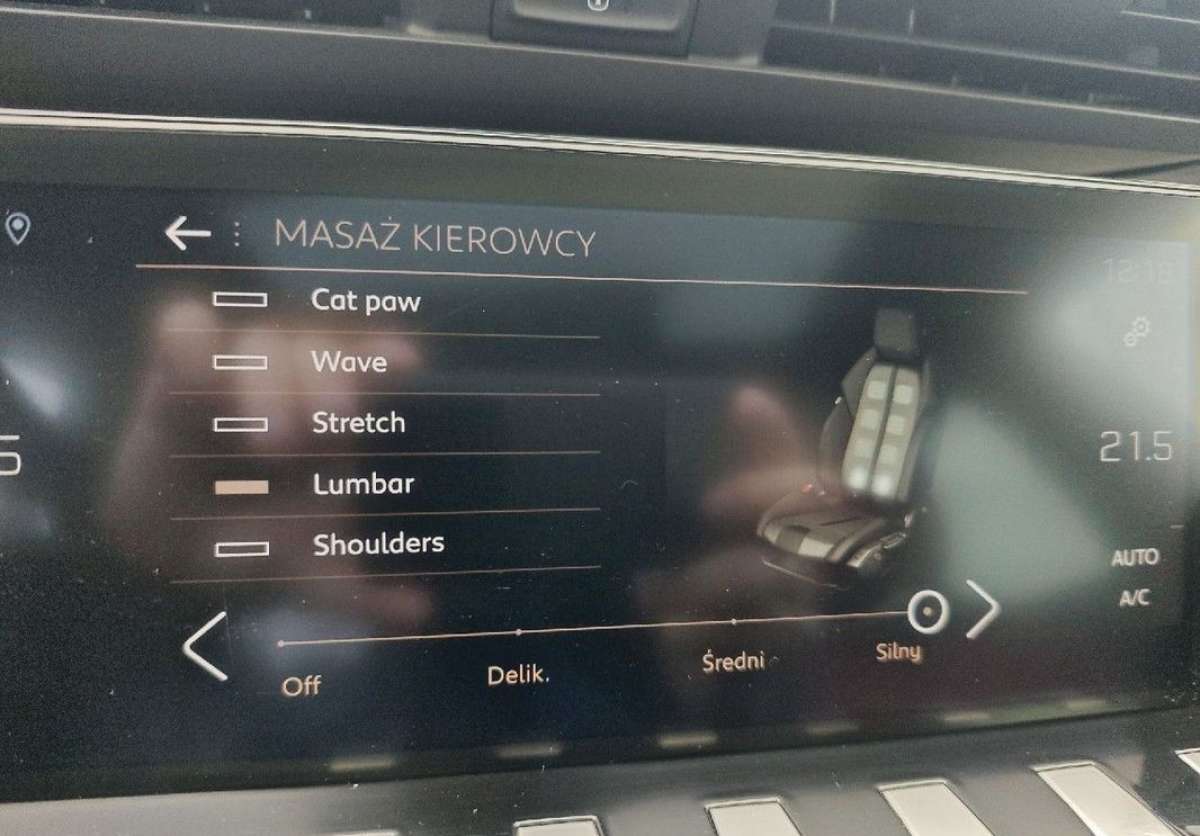 MASAŻ KIEROWCY
12:18
Cat paw
Wave
Stretch
Lumbar
Shoulders
21.5
AUTO
A/C
Off
Delik.
Średni
Silny